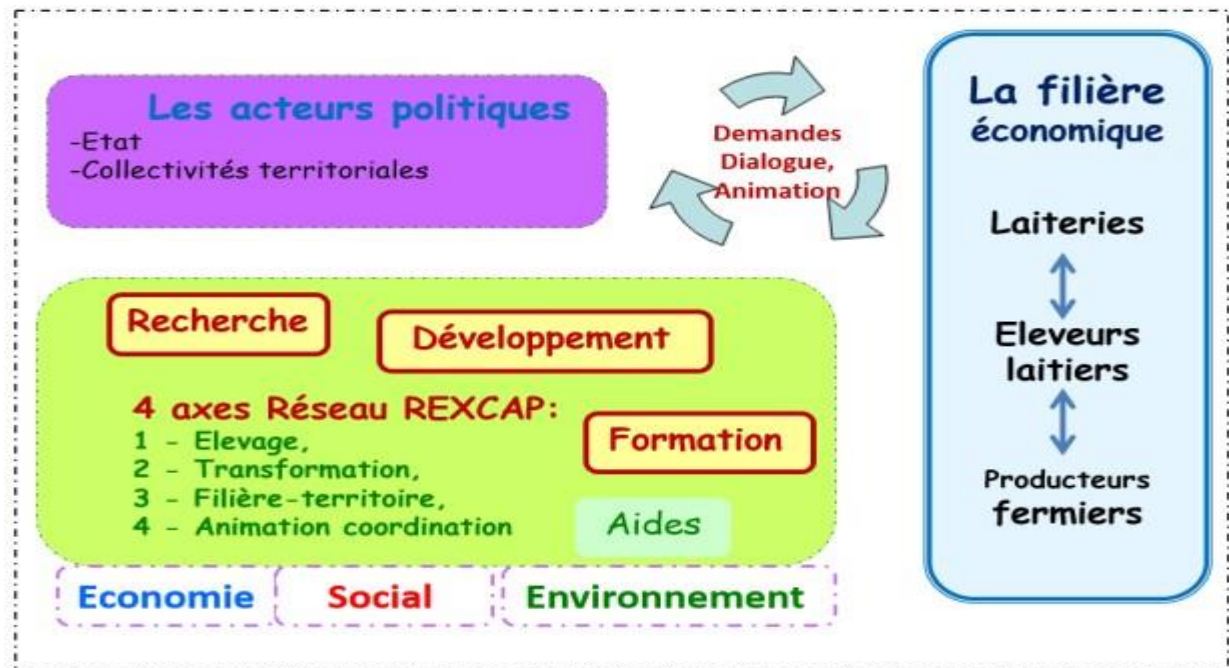 Les acteurs politiques
-Etat
-Collectivités territoriales
Demandes
Dialogue,
Animation
La filière
économique
Laiteries
Eleveurs
laitiers
Producteurs
fermiers
Recherche
Développement
4 axes Réseau REXCAP:
1 - Elevage,
2 - Transformation,
3 - Filière-territoire,
4 - Animation coordination
Formation
Aides
Economie
Social
Environnement